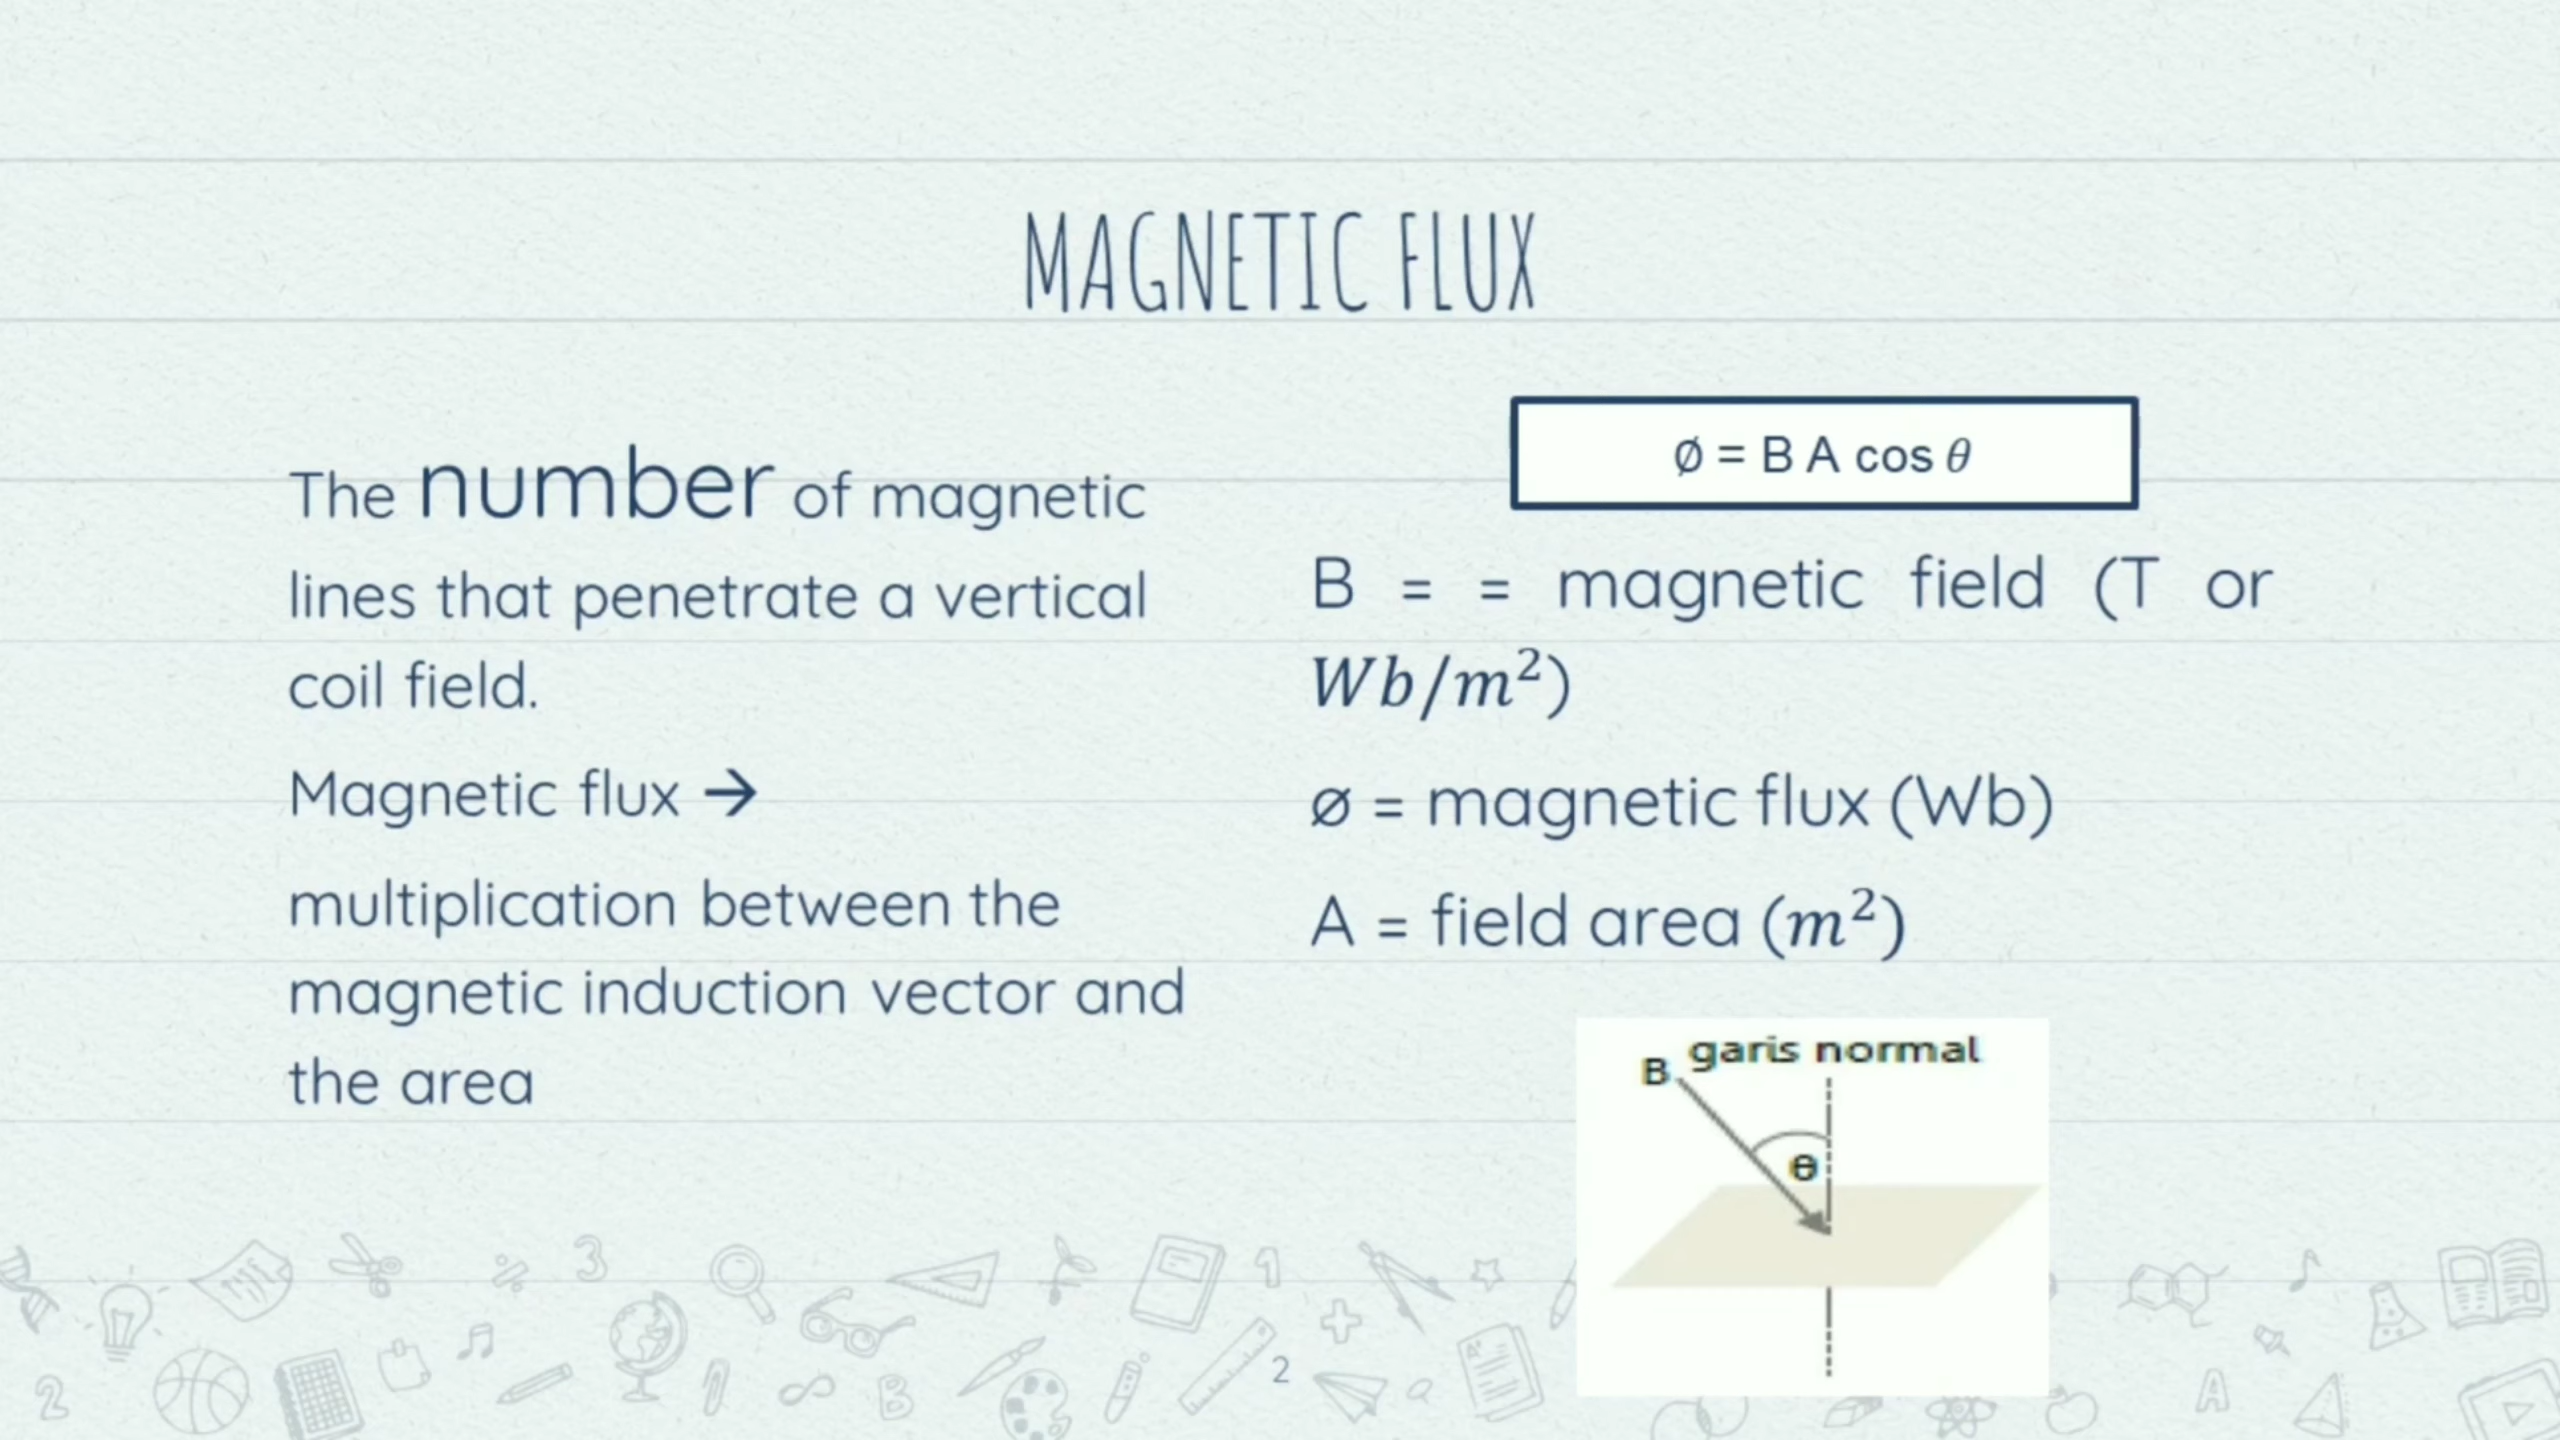 MAGNETIC FLUX
The number of magnetic
lines that penetrate a vertical
coil field.
Magnetic flux →
multiplication between the
magnetic induction vector and
the area
Ø = B A cos θ
B = = magnetic field (T or
Wb/m²)
ø = magnetic flux (Wb)
A = field area (m²)
garis normal
B
θ
2